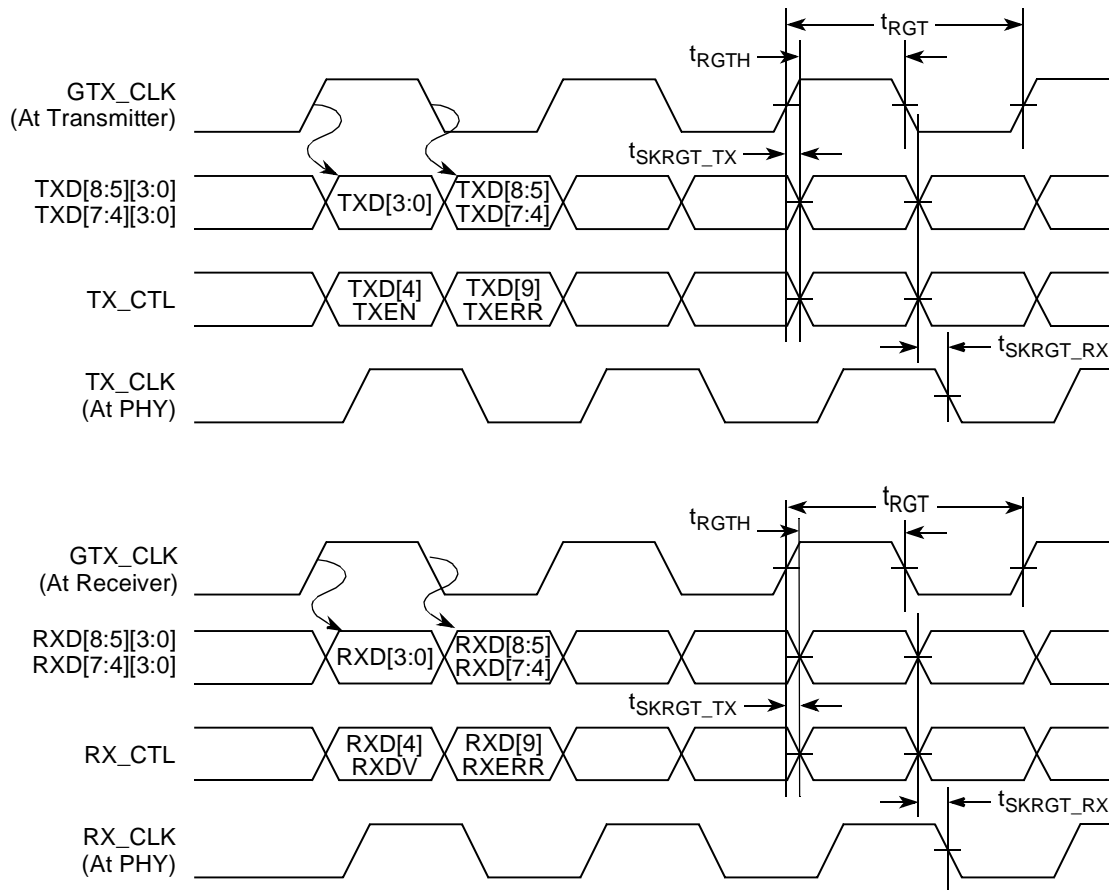 tRGT
tRGTH
GTX_CLK
(At Transmitter)
tSKRGT_TX
TXD[8:5][3:0]
TXD[7:4][3:0]
TXD[3:0]
TXD[8:5]
TXD[7:4]
TX_CTL
TXD[4]
TXEN
TXD[9]
TXERR
tSKRGT_RX
TX_CLK
(At PHY)
tRGT
tRGTH
GTX_CLK
(At Receiver)
RXD[8:5][3:0]
RXD[7:4][3:0]
RXD[3:0]
RXD[8:5]
RXD[7:4]
tSKRGT_TX
RX_CTL
RXD[4]
RXDV
RXD[9]
RXERR
tSKRGT_RX
RX_CLK
(At PHY)